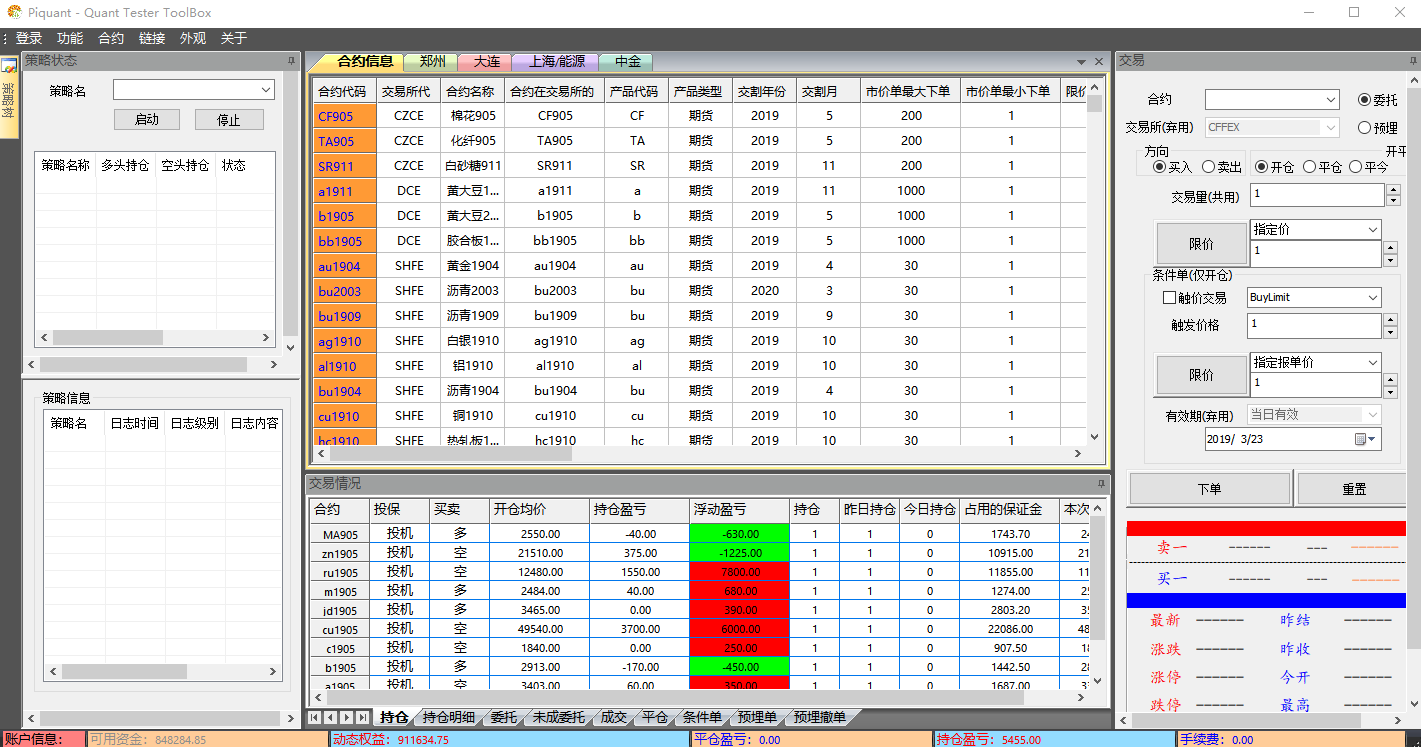 Piquant - Quant Tester ToolBox
登录 功能 合约 链接 外观 关于
策略状态
策略树
策略名
启动 停止
策略名称 多头持仓 空头持仓 状态
策略信息
策略名 日志时间 日志级别 日志内容
合约信息 郑州 大连 上海/能源 中金
合约代码 交易所代 合约名称 合约在交易所的 产品代码 产品类型 交割年份 交割月 市价单最大下单 市价单最小下单 限价
CF905 CZCE 棉花905 CF905 CF 期货 2019 5 200 1
TA905 CZCE 化纤905 TA905 TA 期货 2019 5 200 1
SR911 CZCE 白砂糖911 SR911 SR 期货 2019 11 200 1
a1911 DCE 黄大豆1... a1911 a 期货 2019 11 1000 1
b1905 DCE 黄大豆2... b1905 b 期货 2019 5 1000 1
bb1905 DCE 胶合板1... bb1905 bb 期货 2019 5 1000 1
au1904 SHFE 黄金1904 au1904 au 期货 2019 4 30 1
bu2003 SHFE 沥青2003 bu2003 bu 期货 2020 3 30 1
bu1909 SHFE 沥青1909 bu1909 bu 期货 2019 9 30 1
ag1910 SHFE 白银1910 ag1910 ag 期货 2019 10 30 1
al1910 SHFE 铝1910 al1910 al 期货 2019 10 30 1
bu1904 SHFE 沥青1904 bu1904 bu 期货 2019 4 30 1
cu1910 SHFE 铜1910 cu1910 cu 期货 2019 10 30 1
hc1910 SHFE 热轧板1... hc1910 hc 期货 2019 10 30 1
交易情况
合约 投保 买卖 开仓均价 持仓盈亏 浮动盈亏 持仓 昨日持仓 今日持仓 占用的保证金 本次
MA905 投机 多 2550.00 -40.00 -630.00 1 1 0 1743.70 24
zn1905 投机 空 21510.00 375.00 -1225.00 1 1 0 10915.00 21
ru1905 投机 空 12480.00 1550.00 7800.00 1 1 0 11855.00 11
m1905 投机 多 2484.00 40.00 680.00 1 1 0 1274.00 25
jd1905 投机 多 3465.00 0.00 390.00 1 1 0 2803.20 35
cu1905 投机 空 49540.00 3700.00 6000.00 1 1 0 22086.00 48
c1905 投机 空 1840.00 0.00 250.00 1 1 0 907.50 18
b1905 投机 多 2913.00 -170.00 -450.00 1 1 0 1442.50 28
a1905 投机 空 3403.00 60.00 350.00 1 1 0 1687.00 33
持仓 持仓明细 委托 未成委托 成交 平仓 条件单 预埋单 预埋撤单
交易
合约 委托
交易所(弃用) CFFEX 预埋
方向 开平
买入 卖出 开仓 平仓 平今
交易量(共用) 1
限价 指定价
1
条件单(仅开仓)
触价交易 BuyLimit
触发价格 1
限价 指定报单价
1
有效期(弃用) 当日有效
2019/ 3/23
下单 重置
卖一 ------ --- ------
买一 ------ --- ------
最新 ------ 昨结 ------
涨跌 ------ 昨收 ------
涨停 ------ 今开 ------
跌停 ------ 最高 ------
账户信息: 可用资金: 848284.85 动态权益: 911634.75 平仓盈亏: 0.00 持仓盈亏: 5455.00 手续费: 0.00